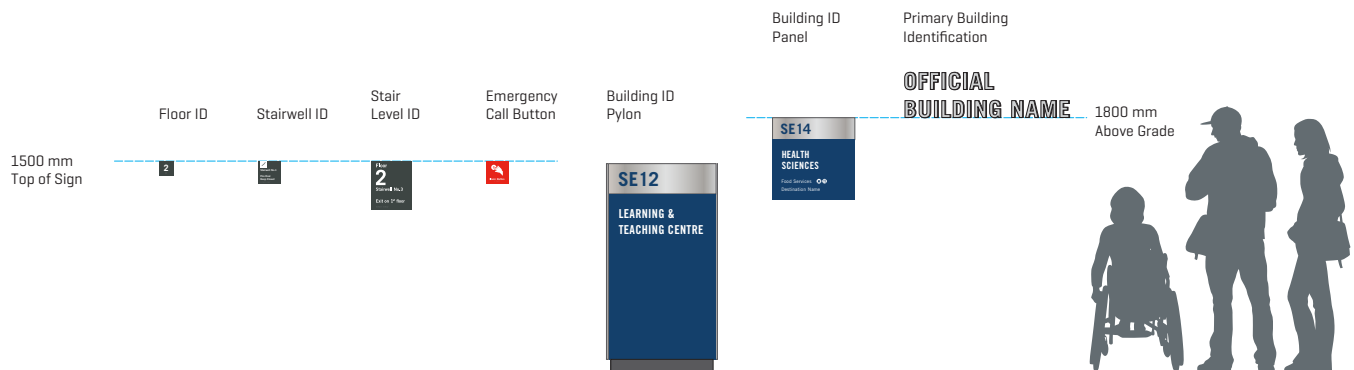 Building ID
Panel
Primary Building
Identification
OFFICIAL
BUILDING NAME
Floor ID
Stairwell ID
Stair
Level ID
Emergency
Call Button
Building ID
Pylon
1800 mm
Above Grade
1500 mm
Top of Sign
2
Floor
2
Stairwell No.3
Exit on 1st floor
SE12
LEARNING &
TEACHING CENTRE
SE14
HEALTH
SCIENCES
Food Services
Destination Name